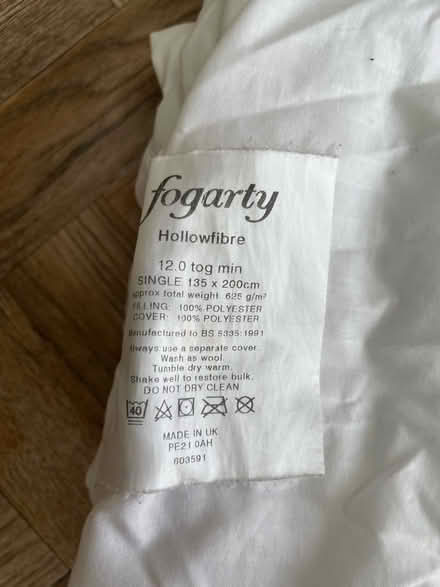 fogarty
Hollowfibre
12.0 tog min
SINGLE 135 x 200cm
approx total weight 625 g/m²
FILLING: 100% POLYESTER
COVER: 100% POLYESTER
Manufactured to BS 5335:1991
Always use a separate cover.
Wash as wool.
Tumble dry warm.
Shake well to restore bulk.
DO NOT DRY CLEAN
40
MADE IN UK
PE21 0AH
603591